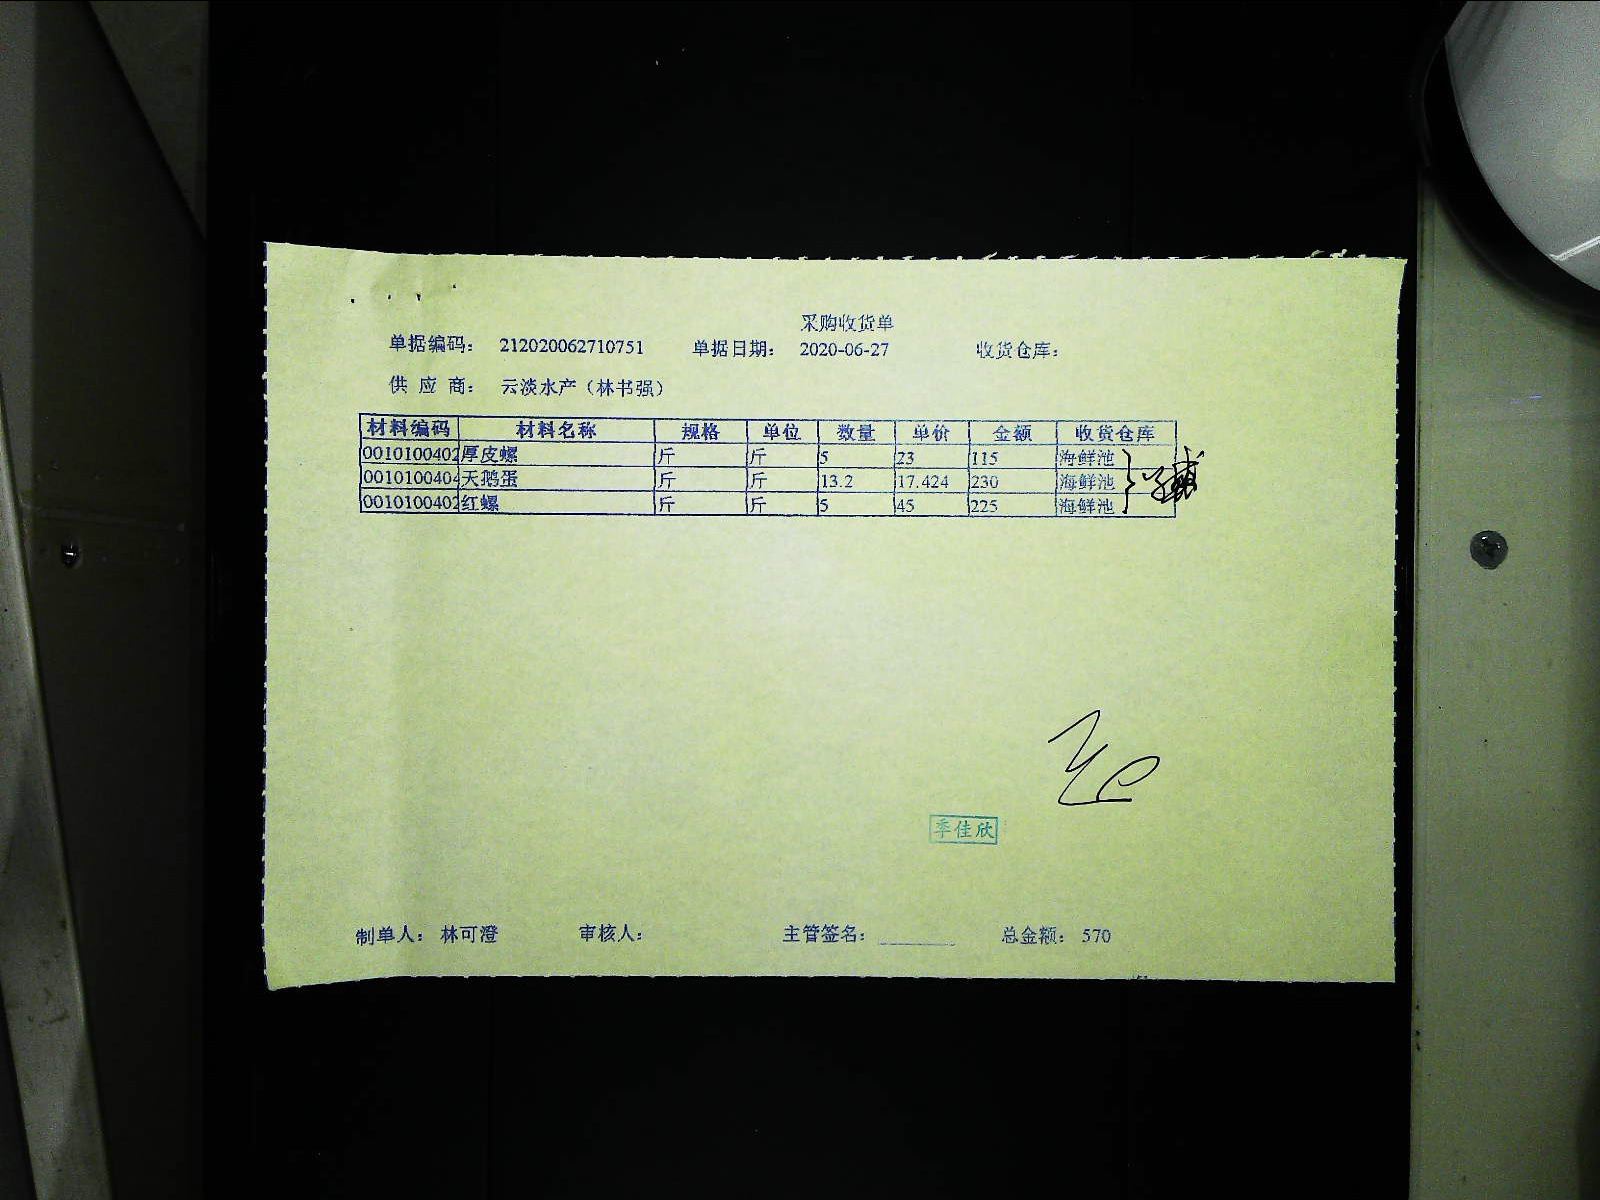 采购收货单
单据编码： 212020062710751 单据日期： 2020-06-27 收货仓库：
供 应 商： 云淡水产（林书强）
材料编码 材料名称 规格 单位 数量 单价 金额 收货仓库
0010100402 厚皮螺 斤 斤 5 23 115 海鲜池
0010100404 天鹅蛋 斤 斤 13.2 17.424 230 海鲜池
0010100402 红螺 斤 斤 5 45 225 海鲜池
季佳欣
制单人： 林可澄 审核人： 主管签名： 总金额： 570